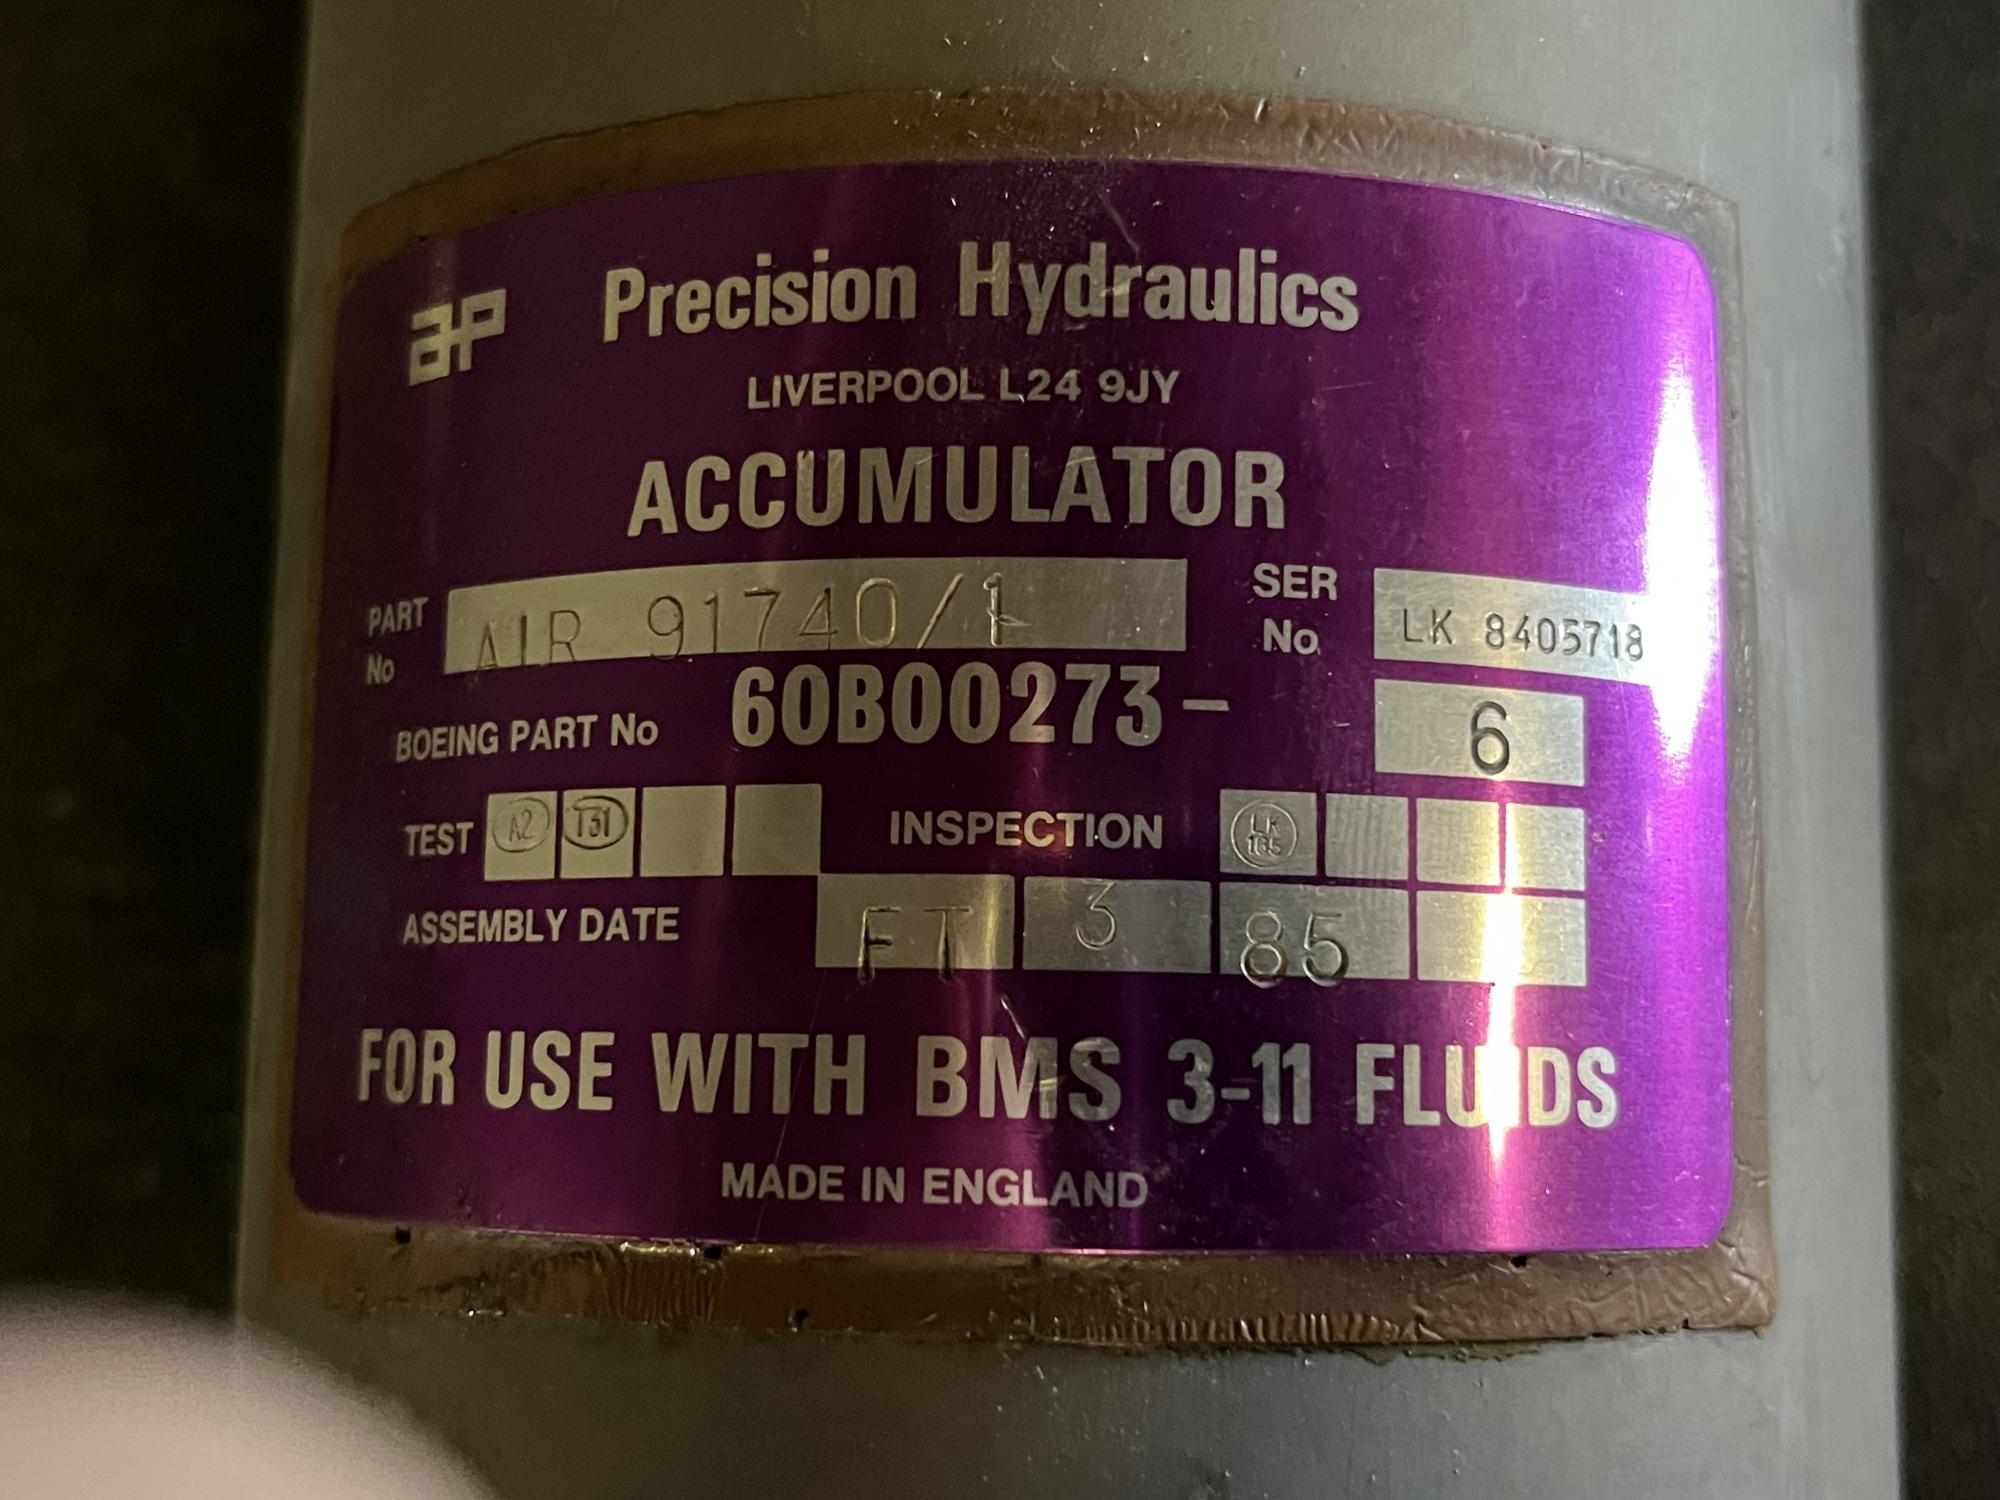 ap Precision Hydraulics
LIVERPOOL L24 9JY
ACCUMULATOR
PART No AIR 91740/1 SER No LK 8405718
BOEING PART No 60B00273- 6
TEST A2 T31 INSPECTION LK 165
ASSEMBLY DATE FT 3 85
FOR USE WITH BMS 3-11 FLUIDS
MADE IN ENGLAND